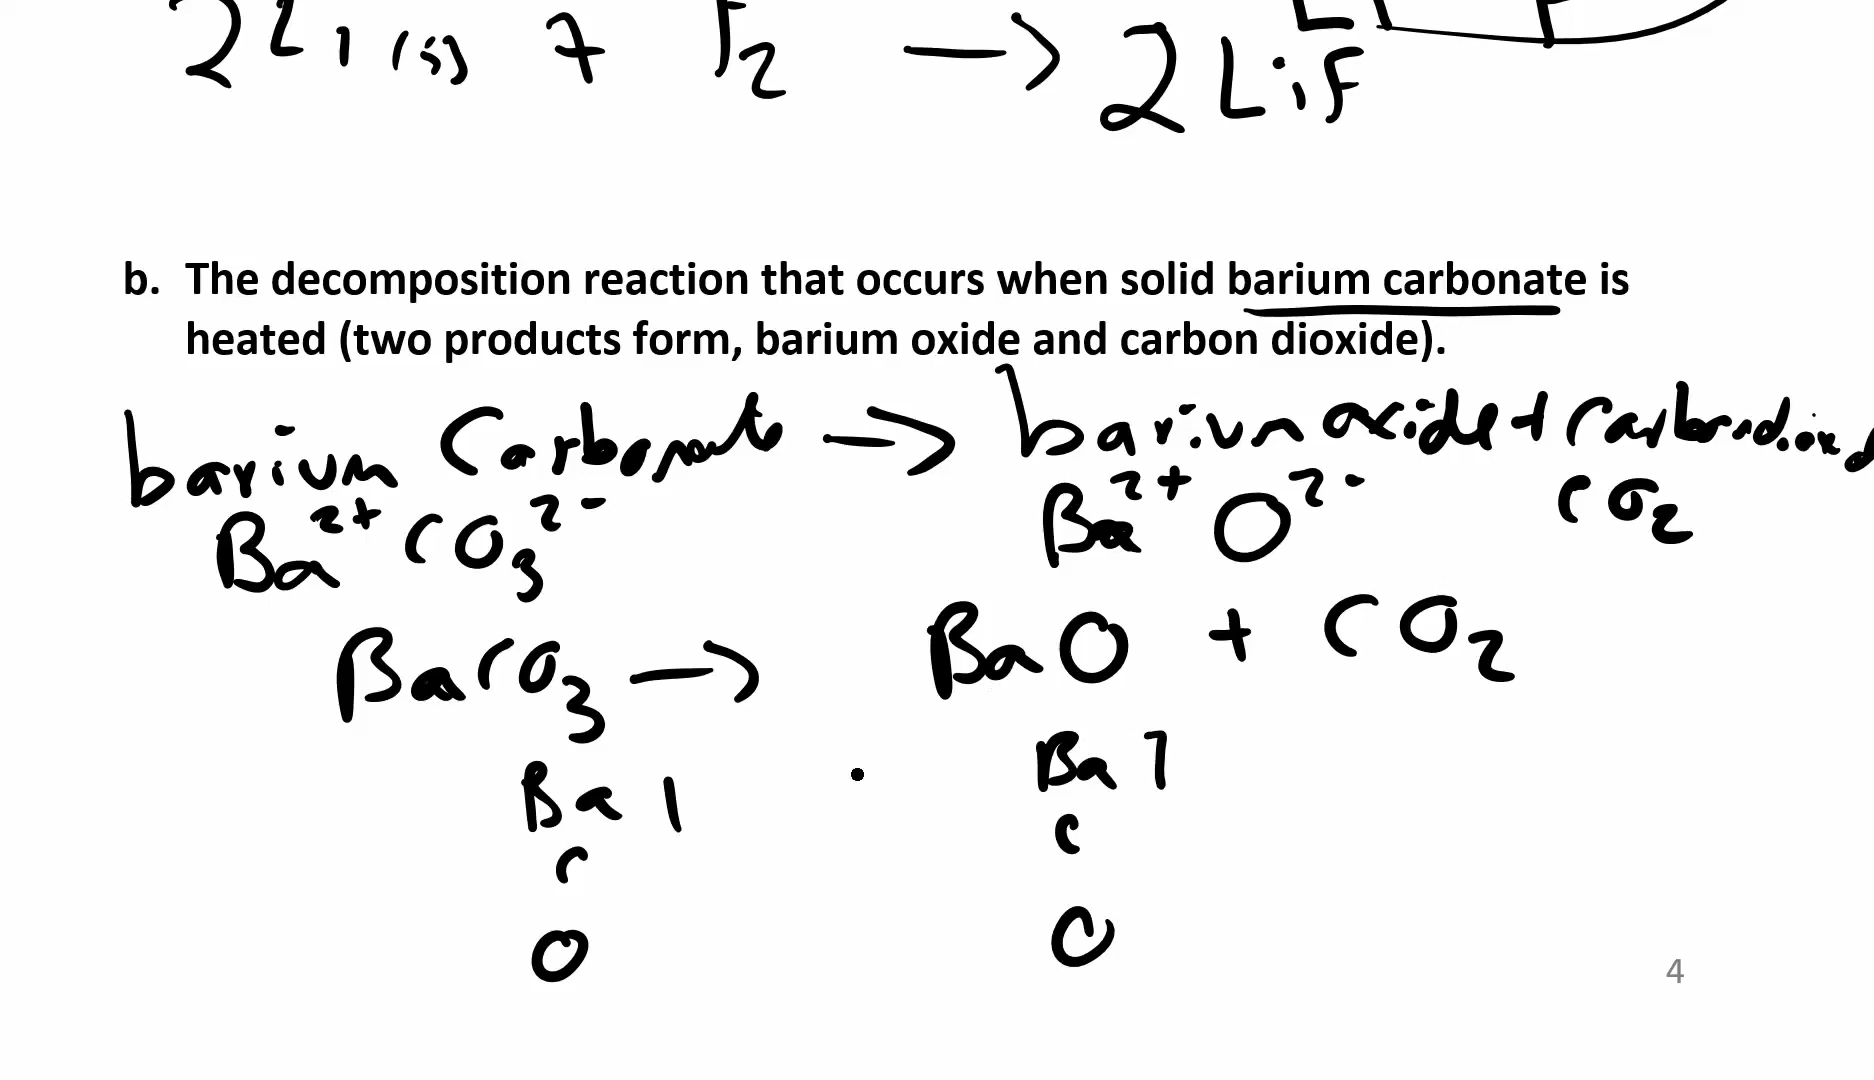 2Li(s) + F₂ → 2LiF
b. The decomposition reaction that occurs when solid barium carbonate is
heated (two products form, barium oxide and carbon dioxide).
barium Carbonate → barium oxide + Carbon diox
Ba²⁺ CO₃²⁻ Ba²⁺ O²⁻ CO₂
BaCO₃ → BaO + CO₂
Ba 1 Ba 1
C C
O O
4